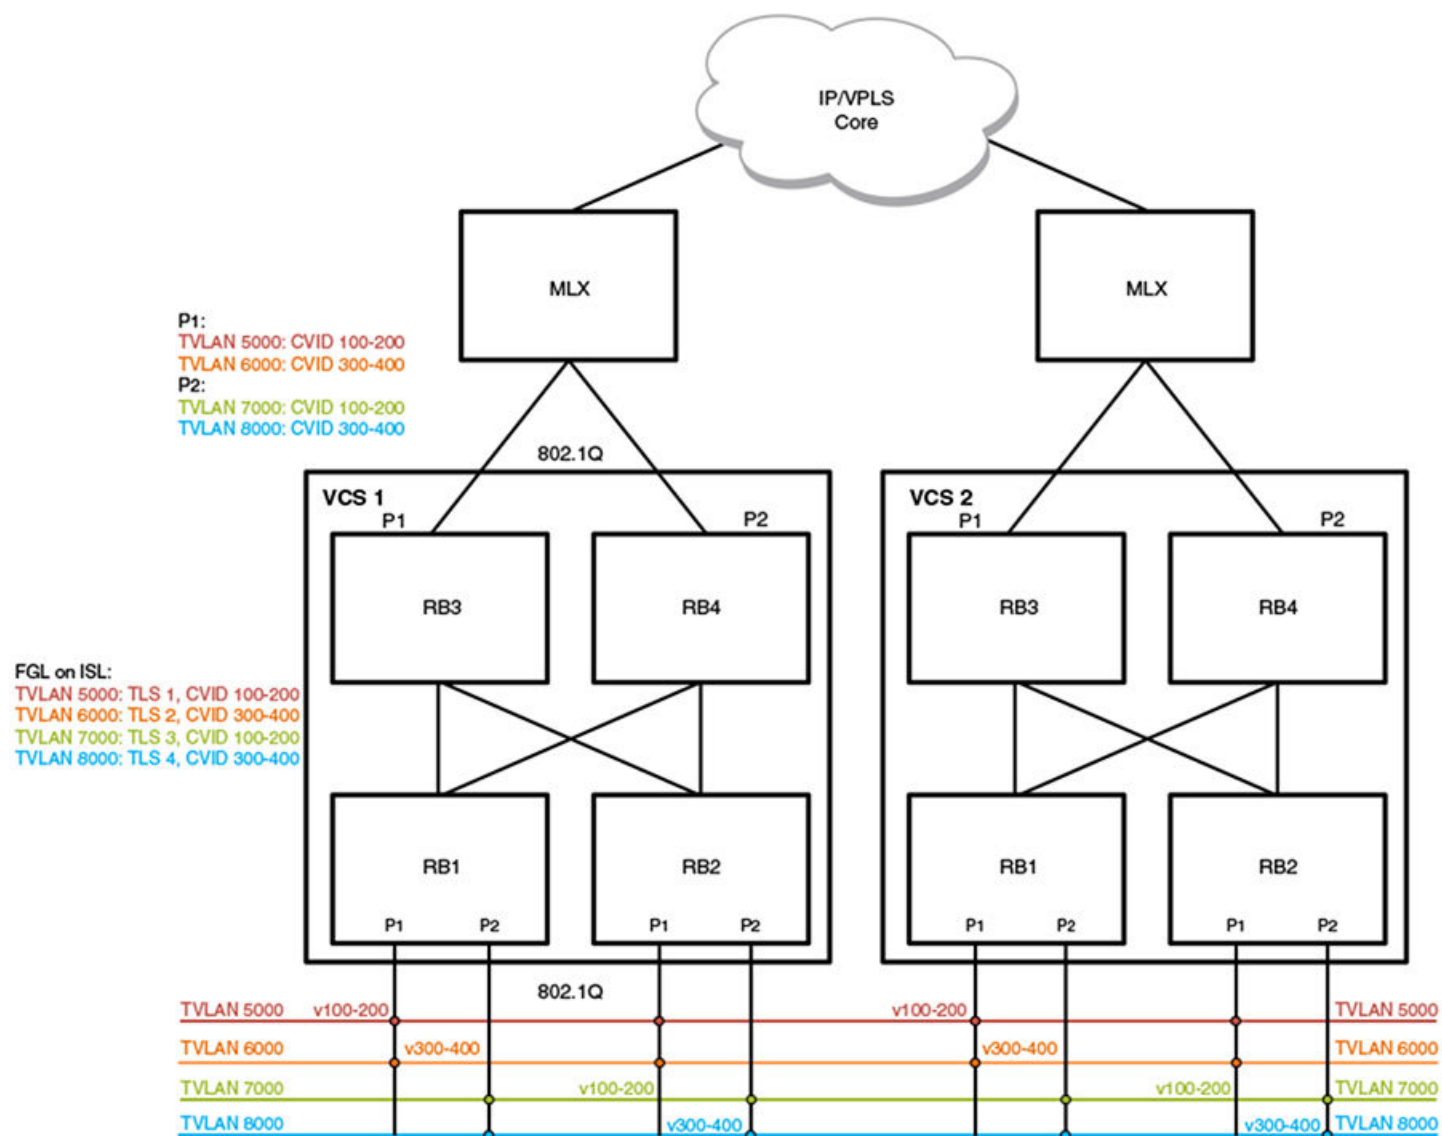 IP/VPLS
Core
MLX
MLX
P1:
TVLAN 5000: CVID 100-200
TVLAN 6000: CVID 300-400
P2:
TVLAN 7000: CVID 100-200
TVLAN 8000: CVID 300-400
802.1Q
VCS 1
P1
P2
VCS 2
P1
P2
RB3
RB4
RB3
RB4
FGL on ISL:
TVLAN 5000: TLS 1, CVID 100-200
TVLAN 6000: TLS 2, CVID 300-400
TVLAN 7000: TLS 3, CVID 100-200
TVLAN 8000: TLS 4, CVID 300-400
RB1
RB2
RB1
RB2
P1
P2
P1
P2
P1
P2
P1
P2
802.1Q
TVLAN 5000
v100-200
v100-200
TVLAN 5000
TVLAN 6000
v300-400
v300-400
TVLAN 6000
TVLAN 7000
v100-200
v100-200
TVLAN 7000
TVLAN 8000
v300-400
v300-400
TVLAN 8000